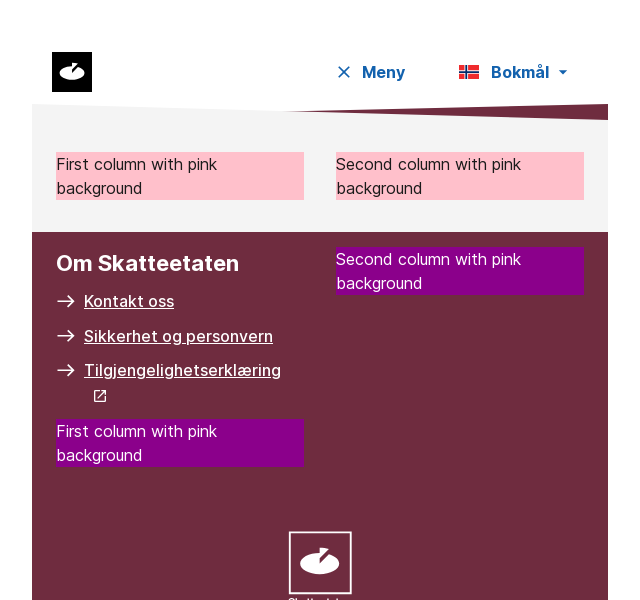 Meny
Bokmål
First column with pink
background
Second column with pink
background
Om Skatteetaten
Kontakt oss
Sikkerhet og personvern
Tilgjengelighetserklæring
First column with pink
background
Second column with pink
background